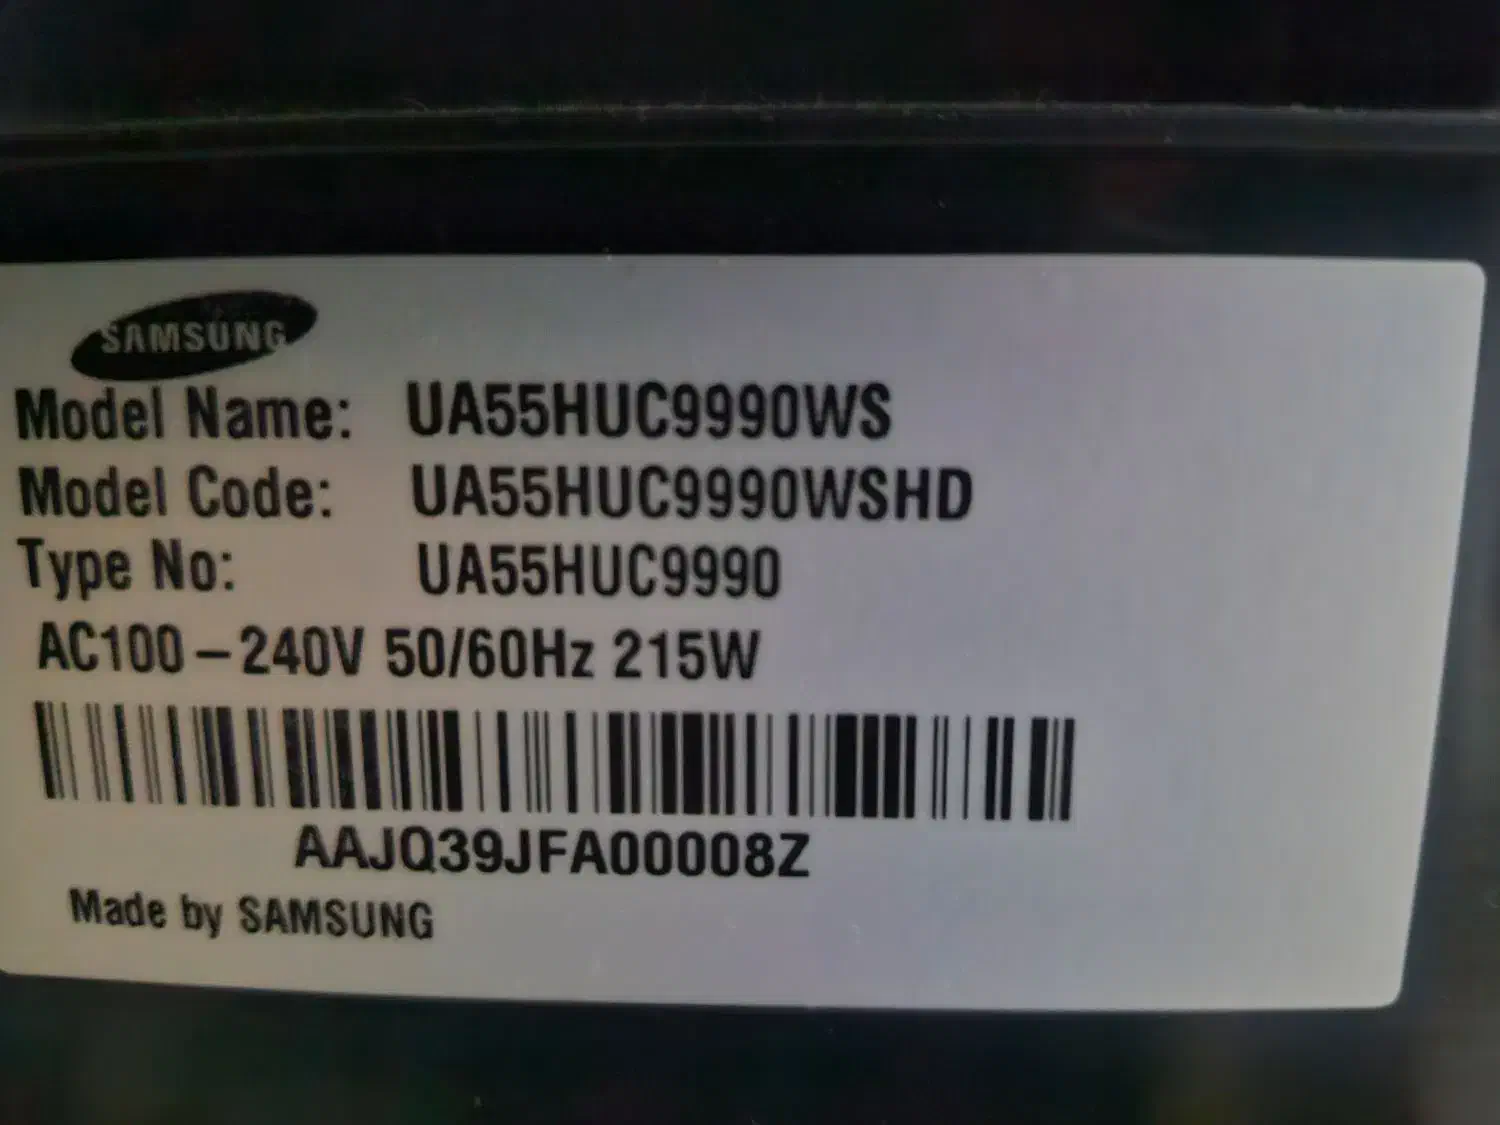 SAMSUNG
Model Name: UA55HUC9990WS
Model Code: UA55HUC9990WSHD
Type No: UA55HUC9990
AC100-240V 50/60Hz 215W
AAJQ39JFA00008Z
Made by SAMSUNG